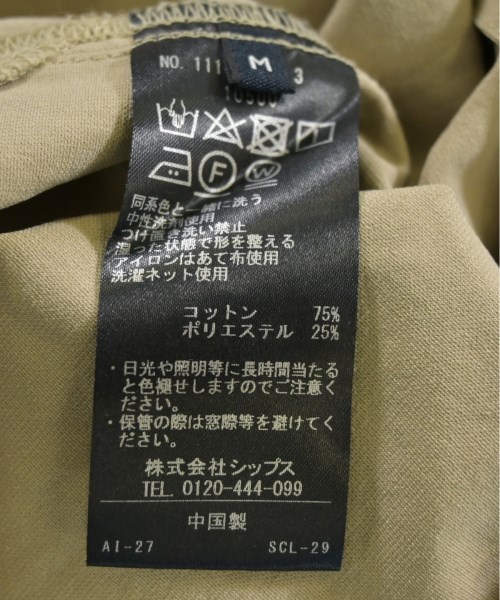 NO. 111
M
3
10500
F
W
同系色と一緒に洗う
中性洗剤使用
つけ置き洗い禁止
湿った状態で形を整える
アイロンはあて布使用
洗濯ネット使用
コットン 75%
ポリエステル 25%
・日光や照明等に長時間当たる
と色褪せしますのでご注意く
ださい。
・保管の際は窓際等を避けてく
ださい。
株式会社シップス
TEL. 0120-444-099
中国製
AI-27 SCL-29